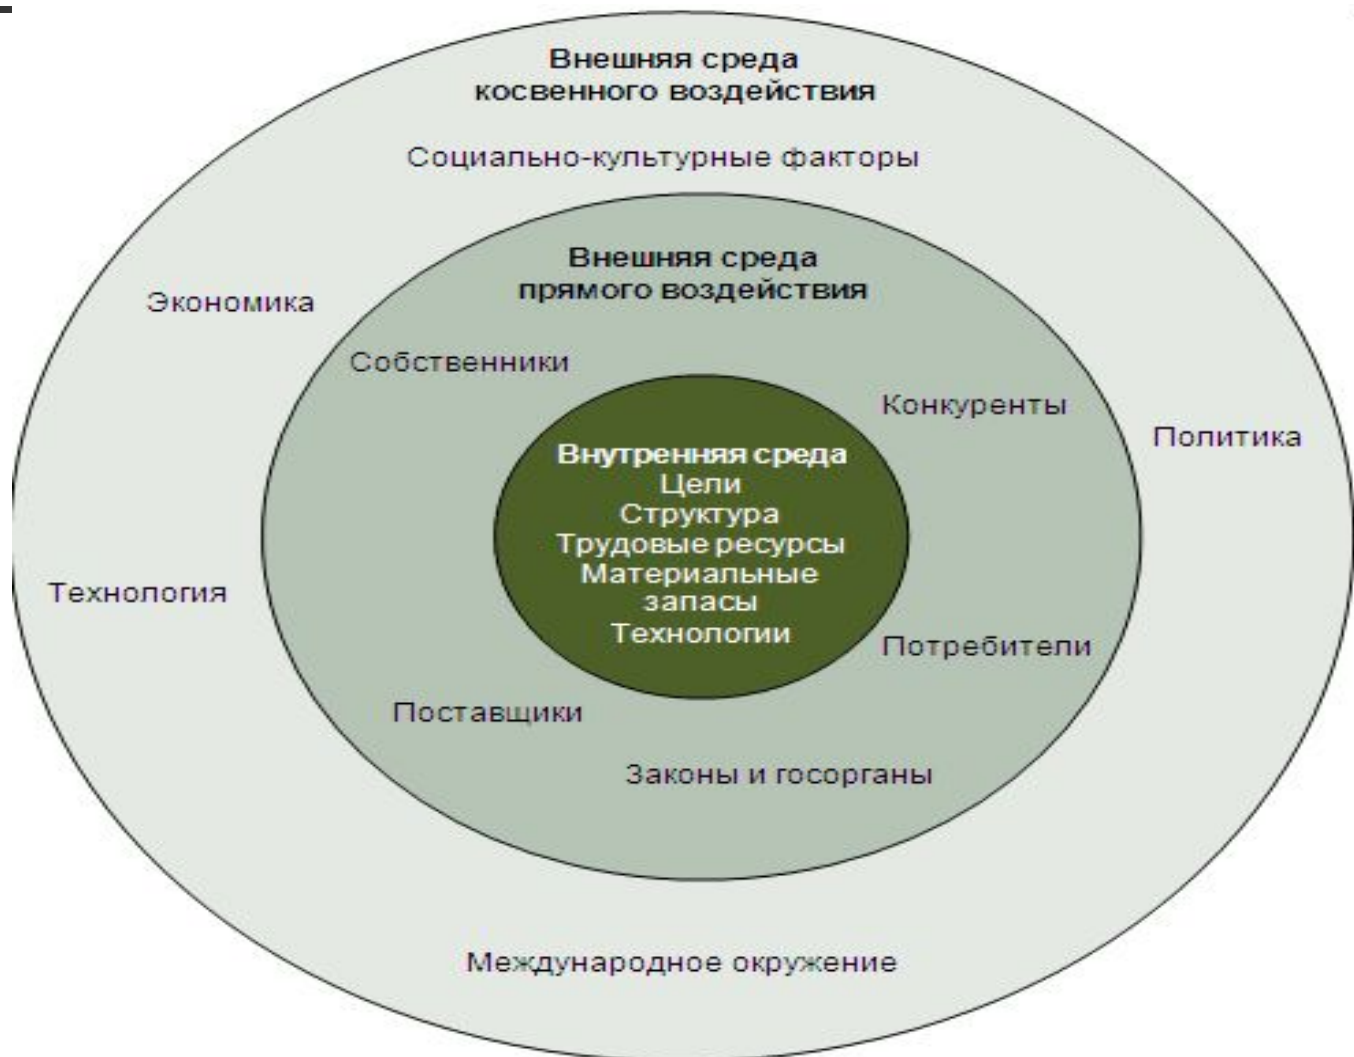 Внешняя среда
косвенного воздействия
Социально-культурные факторы
Внешняя среда
прямого воздействия
Экономика
Собственники
Конкуренты
Политика
Внутренняя среда
Цели
Структура
Трудовые ресурсы
Материальные
запасы
Технологии
Технология
Потребители
Поставщики
Законы и госорганы
Международное окружение